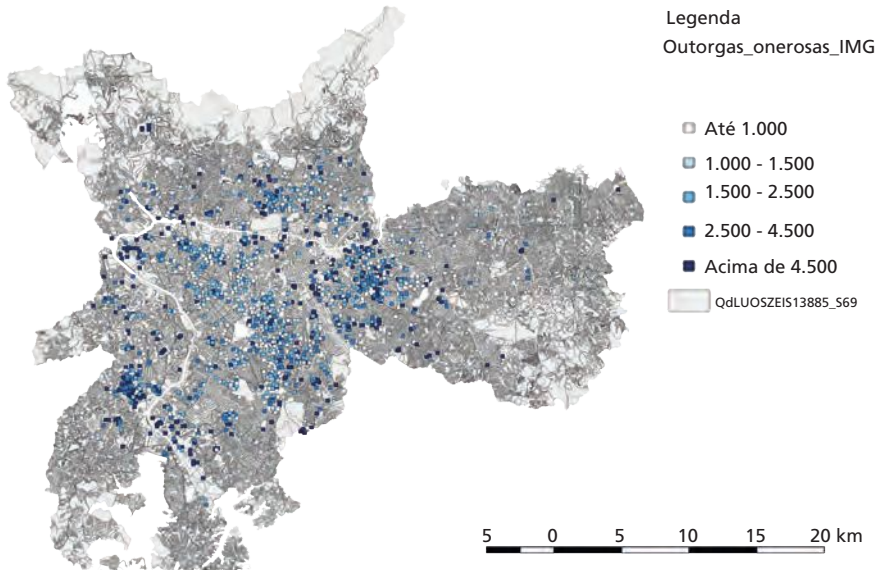 Legenda
Outorgas_onerosas_IMG
Até 1.000
1.000 - 1.500
1.500 - 2.500
2.500 - 4.500
Acima de 4.500
QdLUOSZEIS13885_S69
5 0 5 10 15 20 km